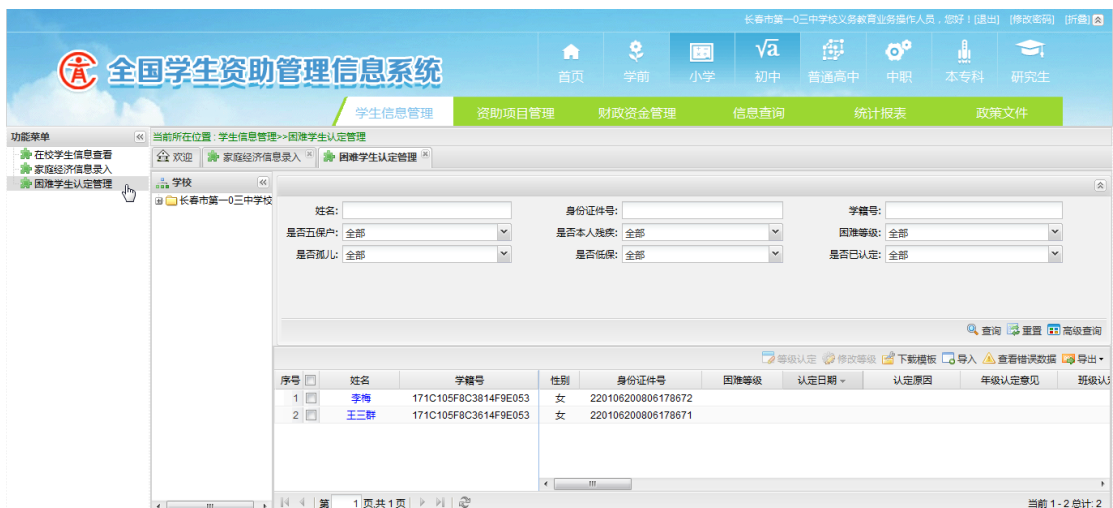 长春市第一0三中学校义务教育业务操作人员，您好！[退出] [修改密码] [折叠]
全国学生资助管理信息系统
首页 学前 小学 初中 普通高中 中职 本专科 研究生
学生信息管理 资助项目管理 财政资金管理 信息查询 统计报表 政策文件
功能菜单 当前所在位置：学生信息管理>>困难学生认定管理
在校学生信息查看
家庭经济信息录入
困难学生认定管理
欢迎 家庭经济信息录入 困难学生认定管理
学校
长春市第一0三中学校
姓名: 身份证件号: 学籍号:
是否五保户: 全部 是否本人残疾: 全部 困难等级: 全部
是否孤儿: 全部 是否低保: 全部 是否已认定: 全部
查询 重置 高级查询
等级认定 修改等级 下载模板 导入 查看错误数据 导出
序号 姓名 学籍号 性别 身份证件号 困难等级 认定日期 认定原因 年级认定意见 班级认
1 李梅 171C105F8C3814F9E053 女 220106200806178672
2 王三群 171C105F8C3614F9E053 女 220106200806178671
第 1 页,共 1 页 当前 1 - 2 总计: 2